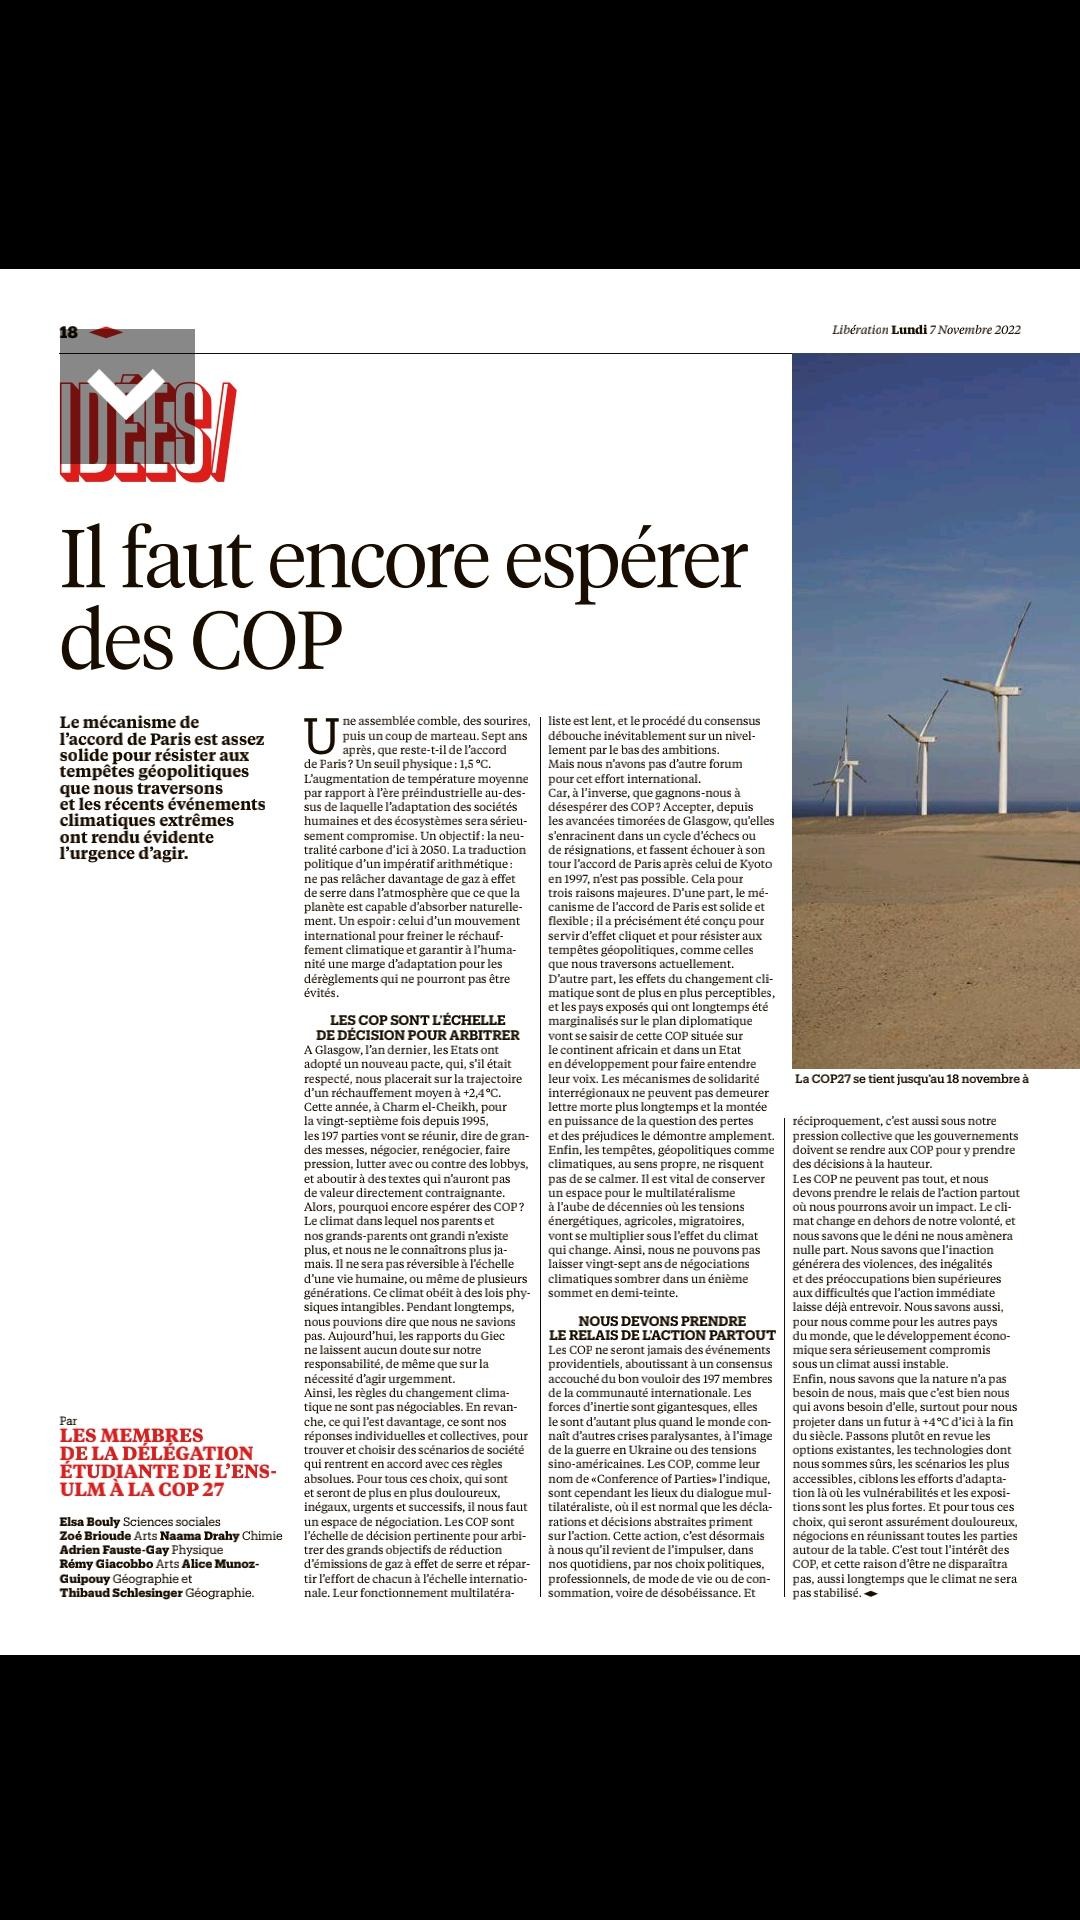 18
Libération Lundi 7 Novembre 2022
IDÉES/
Il faut encore espérer
des COP
Le mécanisme de
l'accord de Paris est assez
solide pour résister aux
tempêtes géopolitiques
que nous traversons
et les récents événements
climatiques extrêmes
ont rendu évidente
l'urgence d'agir.
Par
LES MEMBRES
DE LA DÉLÉGATION
ÉTUDIANTE DE L'ENS-
ULM À LA COP 27
Elsa Bouly Sciences sociales
Zoé Brioude Arts Naama Drahy Chimie
Adrien Fauste-Gay Physique
Rémy Giacobbo Arts Alice Munoz-
Guipouy Géographie et
Thibaud Schlesinger Géographie.
Une assemblée comble, des sourires,
puis un coup de marteau. Sept ans
après, que reste-t-il de l'accord
de Paris ? Un seuil physique : 1,5 °C.
L'augmentation de température moyenne
par rapport à l'ère préindustrielle au-des-
sus de laquelle l'adaptation des sociétés
humaines et des écosystèmes sera sérieu-
sement compromise. Un objectif : la neu-
tralité carbone d'ici à 2050. La traduction
politique d'un impératif arithmétique :
ne pas relâcher davantage de gaz à effet
de serre dans l'atmosphère que ce que la
planète est capable d'absorber naturelle-
ment. Un espoir : celui d'un mouvement
international pour freiner le réchauf-
fement climatique et garantir à l'huma-
nité une marge d'adaptation pour les
dérèglements qui ne pourront pas être
évités.
LES COP SONT L'ÉCHELLE
DE DÉCISION POUR ARBITRER
A Glasgow, l'an dernier, les Etats ont
adopté un nouveau pacte, qui, s'il était
respecté, nous placerait sur la trajectoire
d'un réchauffement moyen à +2,4 °C.
Cette année, à Charm el-Cheikh, pour
la vingt-septième fois depuis 1995,
les 197 parties vont se réunir, dire de gran-
des messes, négocier, renégocier, faire
pression, lutter avec ou contre des lobbys,
et aboutir à des textes qui n'auront pas
de valeur directement contraignante.
Alors, pourquoi encore espérer des COP ?
Le climat dans lequel nos parents et
nos grands-parents ont grandi n'existe
plus, et nous ne le connaîtrons plus ja-
mais. Il ne sera pas réversible à l'échelle
d'une vie humaine, ou même de plusieurs
générations. Ce climat obéit à des lois phy-
siques intangibles. Pendant longtemps,
nous pouvions dire que nous ne savions
pas. Aujourd'hui, les rapports du Giec
ne laissent aucun doute sur notre
responsabilité, de même que sur la
nécessité d'agir urgemment.
Ainsi, les règles du changement clima-
tique ne sont pas négociables. En revan-
che, ce qui l'est davantage, ce sont nos
réponses individuelles et collectives, pour
trouver et choisir des scénarios de société
qui rentrent en accord avec ces règles
absolues. Pour tous ces choix, qui sont
et seront de plus en plus douloureux,
inégaux, urgents et successifs, il nous faut
un espace de négociation. Les COP sont
l'échelle de décision pertinente pour arbi-
trer des grands objectifs de réduction
d'émissions de gaz à effet de serre et répar-
tir l'effort de chacun à l'échelle internatio-
nale. Leur fonctionnement multilatéra-
liste est lent, et le procédé du consensus
débouche inévitablement sur un nivel-
lement par le bas des ambitions.
Mais nous n'avons pas d'autre forum
pour cet effort international.
Car, à l'inverse, que gagnons-nous à
désespérer des COP ? Accepter, depuis
les avancées timorées de Glasgow, qu'elles
s'enracinent dans un cycle d'échecs ou
de résignations, et fassent échouer à son
tour l'accord de Paris après celui de Kyoto
en 1997, n'est pas possible. Cela pour
trois raisons majeures. D'une part, le mé-
canisme de l'accord de Paris est solide et
flexible ; il a précisément été conçu pour
servir d'effet cliquet et pour résister aux
tempêtes géopolitiques, comme celles
que nous traversons actuellement.
D'autre part, les effets du changement cli-
matique sont de plus en plus perceptibles,
et les pays exposés qui ont longtemps été
marginalisés sur le plan diplomatique
vont se saisir de cette COP située sur
le continent africain et dans un Etat
en développement pour faire entendre
leur voix. Les mécanismes de solidarité
interrégionaux ne peuvent pas demeurer
lettre morte plus longtemps et la montée
en puissance de la question des pertes
et des préjudices le démontre amplement.
Enfin, les tempêtes, géopolitiques comme
climatiques, au sens propre, ne risquent
pas de se calmer. Il est vital de conserver
un espace pour le multilatéralisme
à l'aube de décennies où les tensions
énergétiques, agricoles, migratoires,
vont se multiplier sous l'effet du climat
qui change. Ainsi, nous ne pouvons pas
laisser vingt-sept ans de négociations
climatiques sombrer dans un énième
sommet en demi-teinte.
NOUS DEVONS PRENDRE
LE RELAIS DE L'ACTION PARTOUT
Les COP ne seront jamais des événements
providentiels, aboutissant à un consensus
accouché du bon vouloir des 197 membres
de la communauté internationale. Les
forces d'inertie sont gigantesques, elles
le sont d'autant plus quand le monde con-
naît d'autres crises paralysantes, à l'image
de la guerre en Ukraine ou des tensions
sino-américaines. Les COP, comme leur
nom de «Conference of Parties» l'indique,
sont cependant les lieux du dialogue mul-
tilatéraliste, où il est normal que les décla-
rations et décisions abstraites priment
sur l'action. Cette action, c'est désormais
à nous qu'il revient de l'impulser, dans
nos quotidiens, par nos choix politiques,
professionnels, de mode de vie ou de con-
sommation, voire de désobéissance. Et
La COP27 se tient jusqu'au 18 novembre à
réciproquement, c'est aussi sous notre
pression collective que les gouvernements
doivent se rendre aux COP pour y prendre
des décisions à la hauteur.
Les COP ne peuvent pas tout, et nous
devons prendre le relais de l'action partout
où nous pourrons avoir un impact. Le cli-
mat change en dehors de notre volonté, et
nous savons que le déni ne nous amènera
nulle part. Nous savons que l'inaction
générera des violences, des inégalités
et des préoccupations bien supérieures
aux difficultés que l'action immédiate
laisse déjà entrevoir. Nous savons aussi,
pour nous comme pour les autres pays
du monde, que le développement écono-
mique sera sérieusement compromis
sous un climat aussi instable.
Enfin, nous savons que la nature n'a pas
besoin de nous, mais que c'est bien nous
qui avons besoin d'elle, surtout pour nous
projeter dans un futur à +4 °C d'ici à la fin
du siècle. Passons plutôt en revue les
options existantes, les technologies dont
nous sommes sûrs, les scénarios les plus
accessibles, ciblons les efforts d'adapta-
tion là où les vulnérabilités et les exposi-
tions sont les plus fortes. Et pour tous ces
choix, qui seront assurément douloureux,
négocions en réunissant toutes les parties
autour de la table. C'est tout l'intérêt des
COP, et cette raison d'être ne disparaîtra
pas, aussi longtemps que le climat ne sera
pas stabilisé.